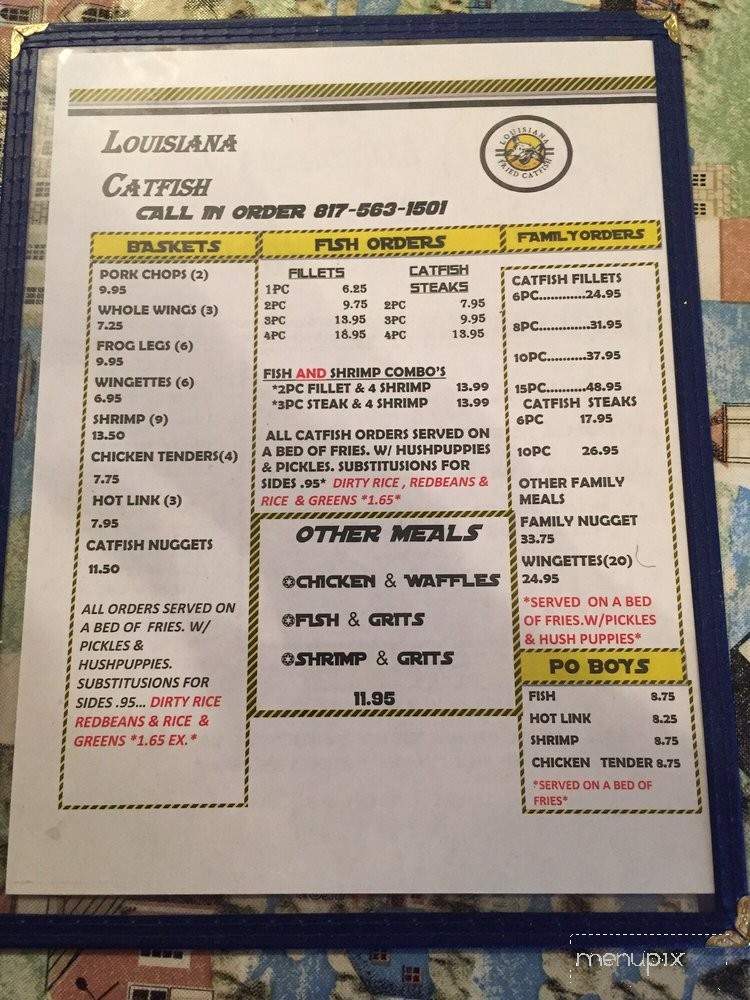 LOUISIANA
CATFISH
LOUISIANA
FRIED CATFISH
CALL IN ORDER 817-563-1501
BASKETS
PORK CHOPS (2)
9.95
WHOLE WINGS (3)
7.25
FROG LEGS (6)
9.95
WINGETTES (6)
6.95
SHRIMP (9)
13.50
CHICKEN TENDERS(4)
7.75
HOT LINK (3)
7.95
CATFISH NUGGETS
11.50
ALL ORDERS SERVED ON
A BED OF FRIES. W/
PICKLES &
HUSHPUPPIES.
SUBSTITUSIONS FOR
SIDES .95... DIRTY RICE
REDBEANS & RICE &
GREENS *1.65 EX.*
FISH ORDERS
FILLETS
1PC 6.25
2PC 9.75
3PC 13.95
4PC 18.95
CATFISH
STEAKS
2PC 7.95
3PC 9.95
4PC 13.95
FISH AND SHRIMP COMBO'S
*2PC FILLET & 4 SHRIMP 13.99
*3PC STEAK & 4 SHRIMP 13.99
ALL CATFISH ORDERS SERVED ON
A BED OF FRIES. W/ HUSHPUPPIES
& PICKLES. SUBSTITUSIONS FOR
SIDES .95* DIRTY RICE , REDBEANS &
RICE & GREENS *1.65*
OTHER MEALS
CHICKEN & WAFFLES
FISH & GRITS
SHRIMP & GRITS
11.95
FAMILY ORDERS
CATFISH FILLETS
6PC............24.95
8PC............31.95
10PC..........37.95
15PC..........48.95
CATFISH STEAKS
6PC 17.95
10PC 26.95
OTHER FAMILY
MEALS
FAMILY NUGGET
33.75
WINGETTES(20)
24.95
*SERVED ON A BED
OF FRIES.W/PICKLES
& HUSH PUPPIES*
PO BOYS
FISH 8.75
HOT LINK 8.25
SHRIMP 8.75
CHICKEN TENDER 8.75
*SERVED ON A BED OF
FRIES*
menupix